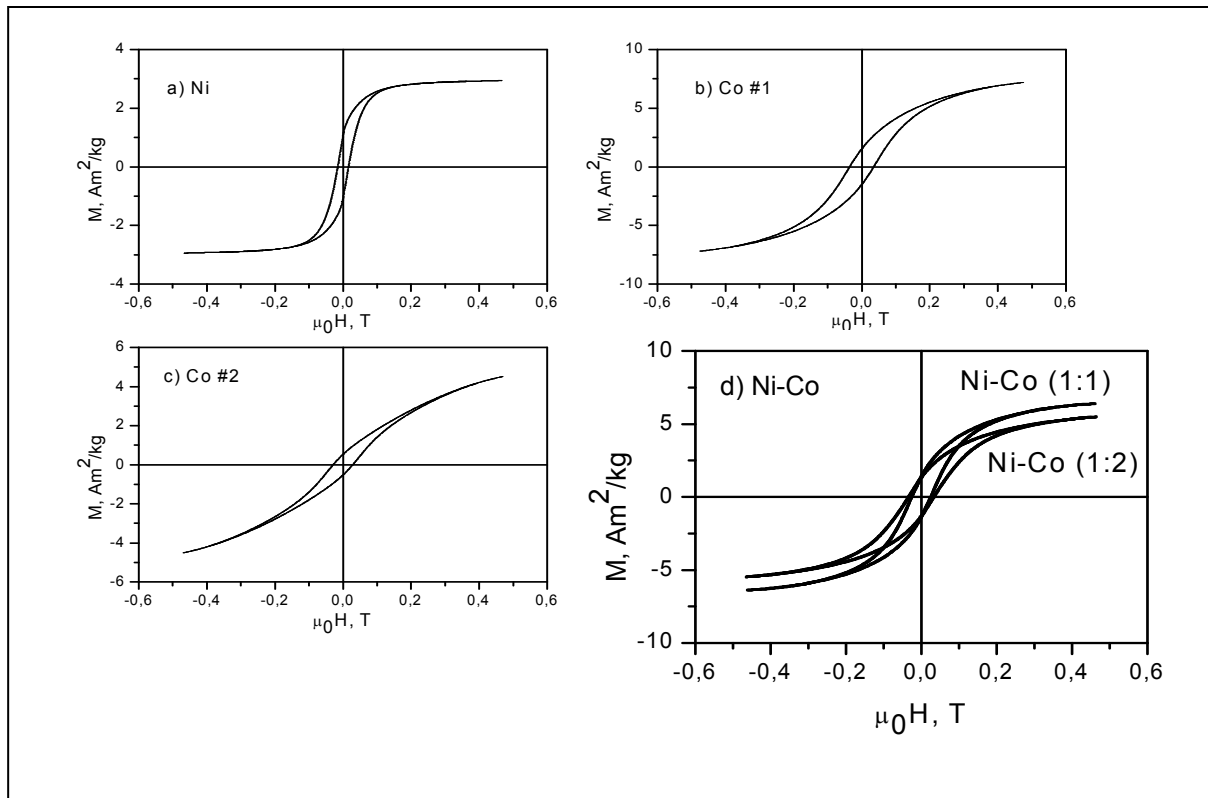 4
2
0
-2
-4
M, Am²/kg
a) Ni
-0,6 -0,4 -0,2 0,0 0,2 0,4 0,6
μ₀H, T
10
5
0
-5
-10
M, Am²/kg
b) Co #1
-0,6 -0,4 -0,2 0,0 0,2 0,4 0,6
μ₀H, T
6
4
2
0
-2
-4
-6
M, Am²/kg
c) Co #2
-0,6 -0,4 -0,2 0,0 0,2 0,4 0,6
μ₀H, T
10
5
0
-5
-10
M, Am²/kg
d) Ni-Co
Ni-Co (1:1)
Ni-Co (1:2)
-0,6 -0,4 -0,2 0,0 0,2 0,4 0,6
μ₀H, T